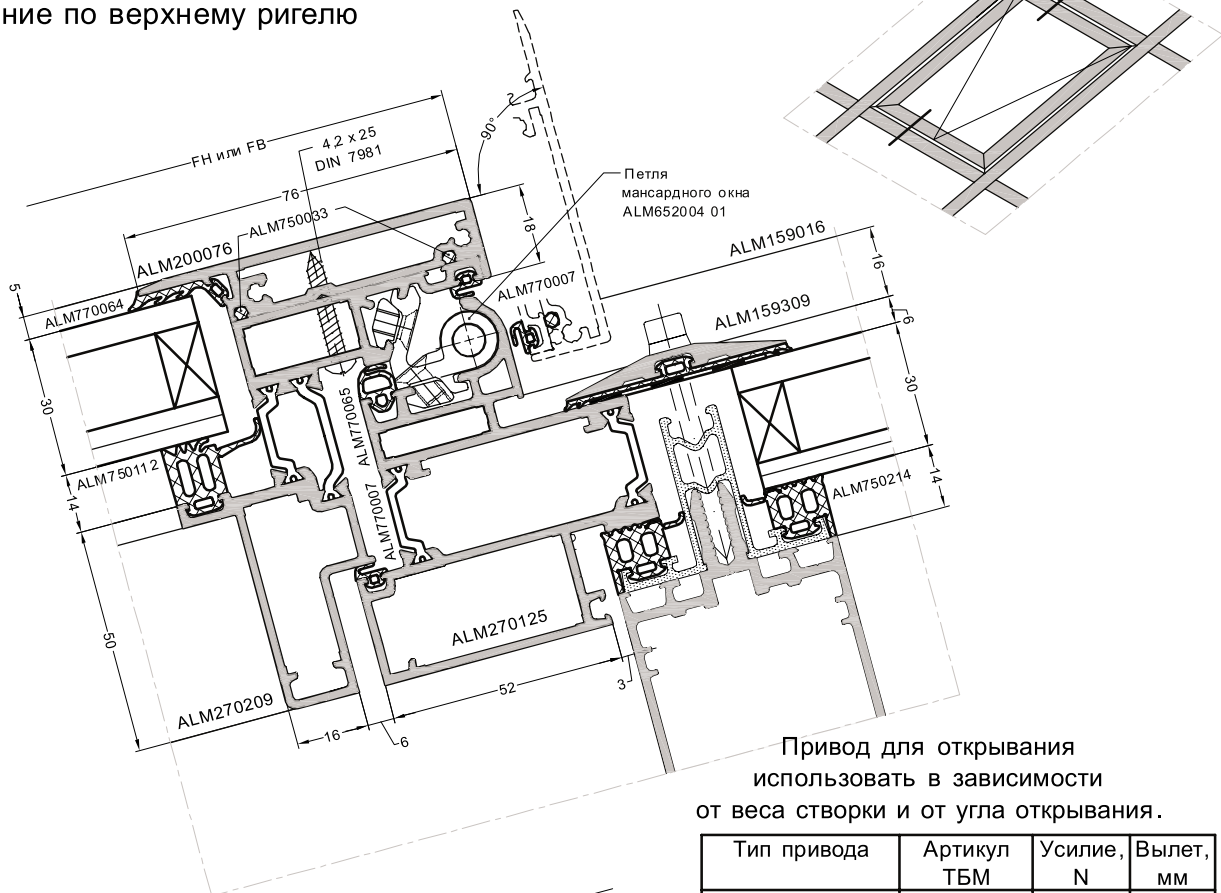 ние по верхнему ригелю
FH или FB
4,2 x 25
DIN 7981
90°
76
ALM750033
18
Петля
мансардного окна
ALM652004 01
ALM200076
ALM159016
16
5
ALM770064
ALM770007
ALM159309
6
30
30
ALM770065
ALM750112
14
ALM770007
ALM750214
14
50
ALM270125
ALM270209
52
3
16
6
Привод для открывания
использовать в зависимости
от веса створки и от угла открывания.
Тип привода
Артикул
ТБМ
Усилие,
N
Вылет,
мм